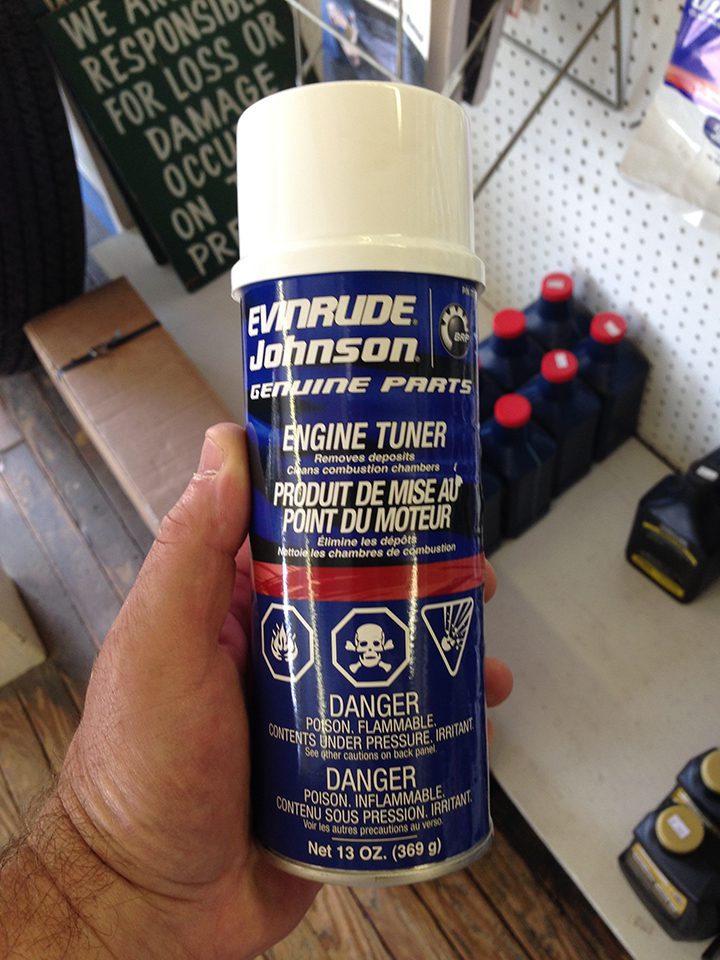 WE AR
RESPONSIBL
FOR LOSS OR
DAMAGE
OCCU
ON
PRE
EVINRUDE
Johnson
BRP
GENUINE PARTS
ENGINE TUNER
Removes deposits
Cleans combustion chambers
PRODUIT DE MISE AU
POINT DU MOTEUR
Élimine les dépôts
Nettoie les chambres de combustion
DANGER
POISON. FLAMMABLE.
CONTENTS UNDER PRESSURE. IRRITANT.
See other cautions on back panel.
DANGER
POISON. INFLAMMABLE.
CONTENU SOUS PRESSION. IRRITANT.
Voir les autres précautions au verso.
Net 13 OZ. (369 g)